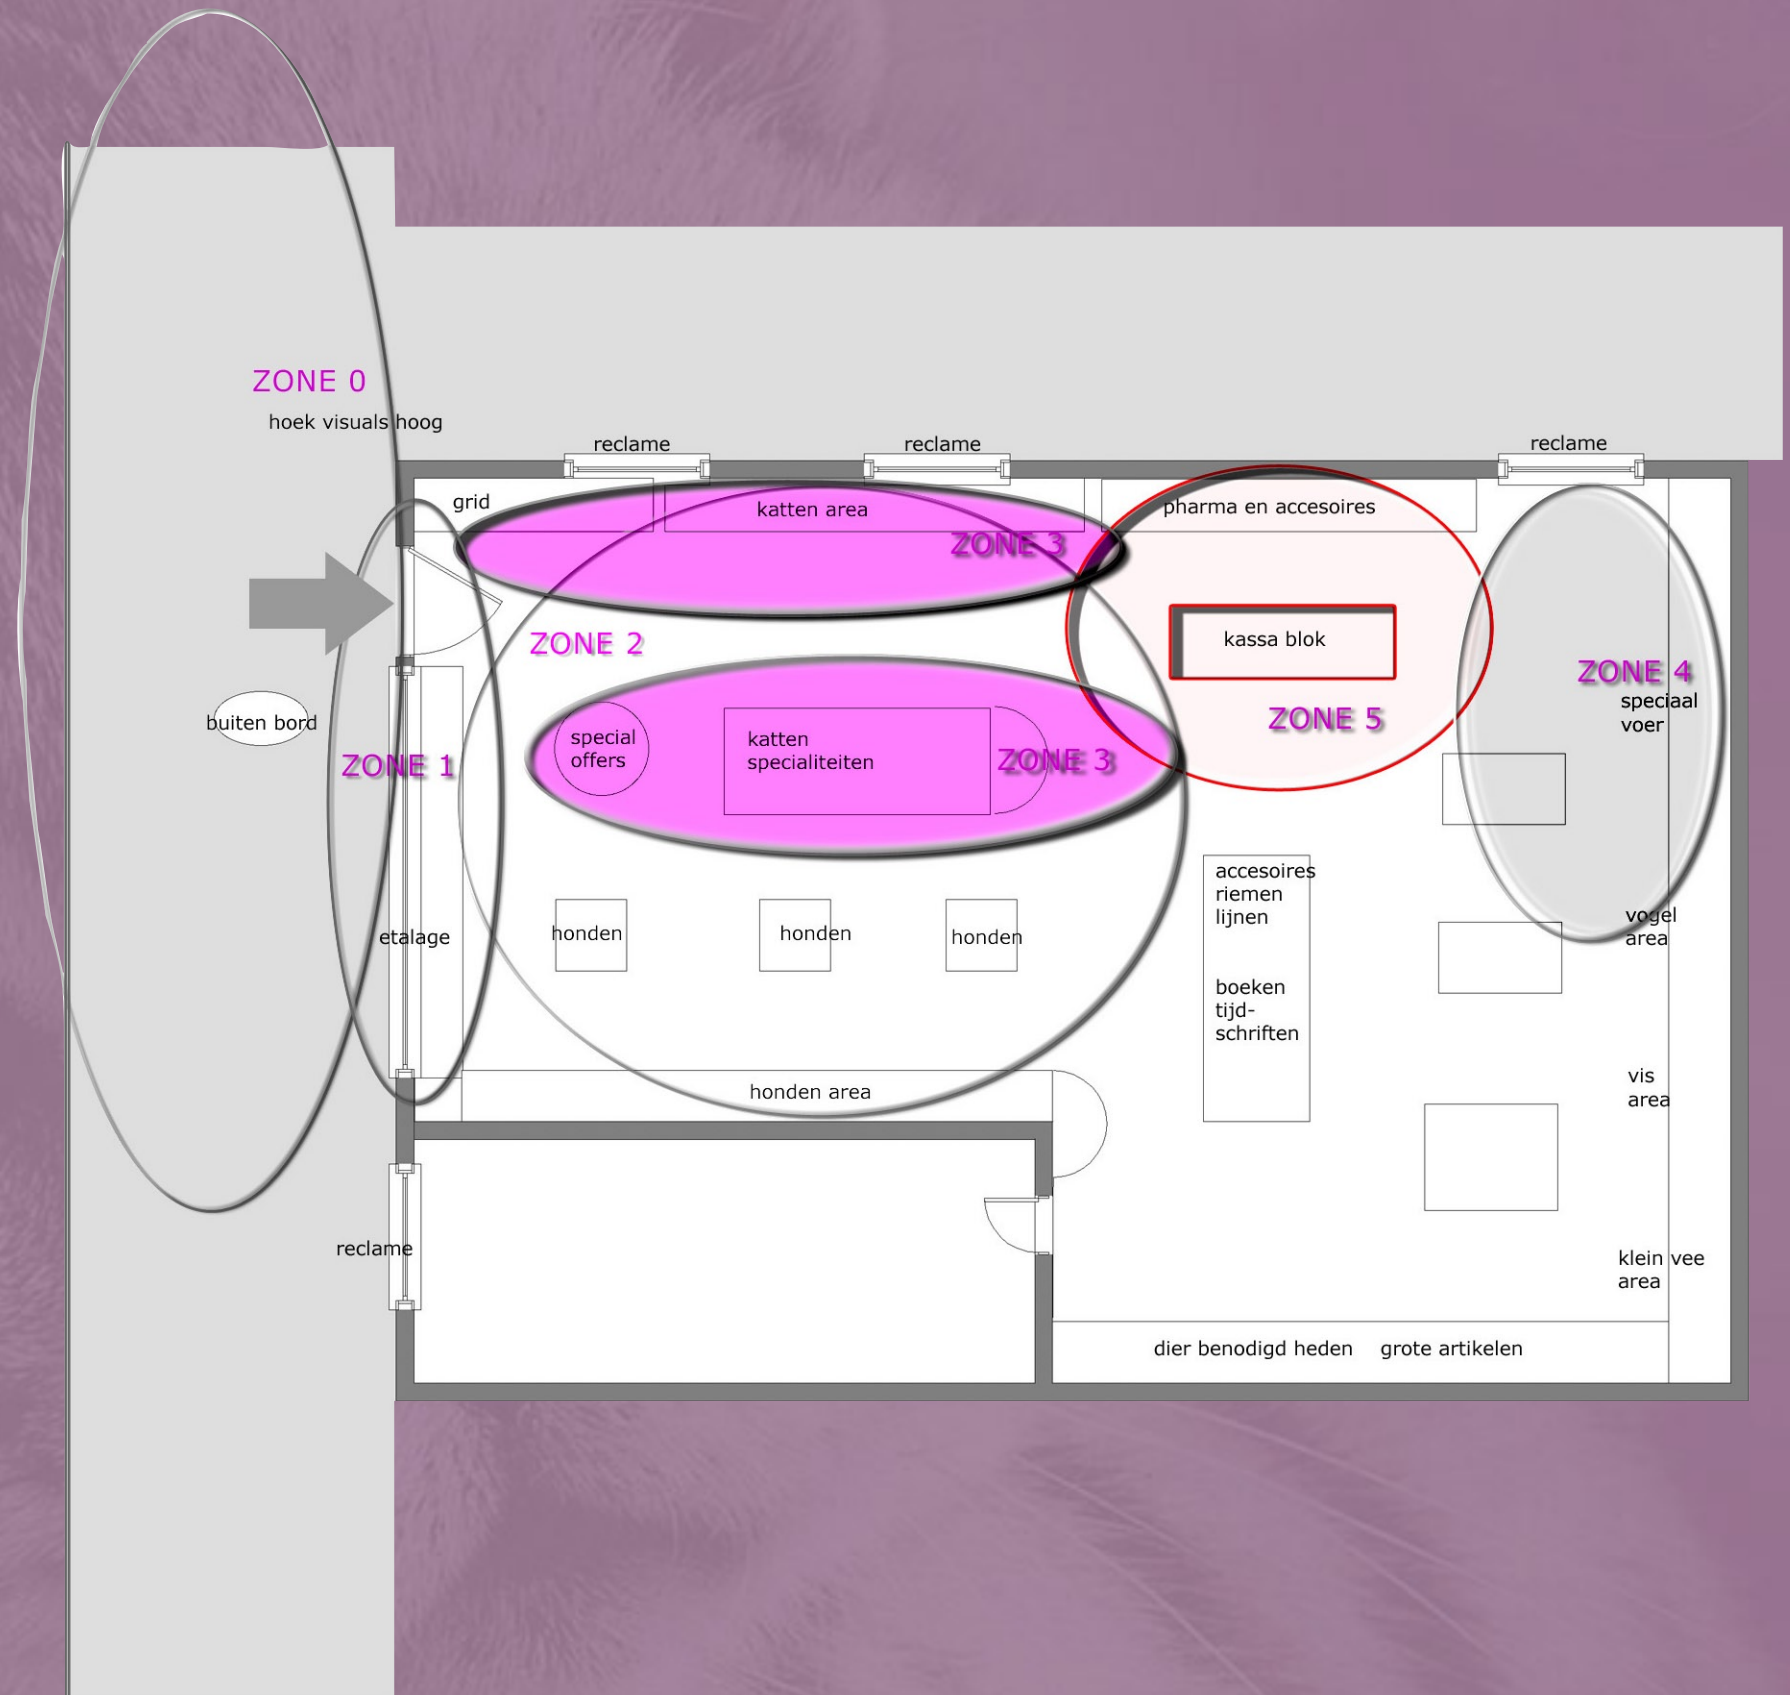 ZONE 0
hoek visuals hoog
reclame
reclame
reclame
grid
katten area
pharma en accesoires
ZONE 3
ZONE 2
kassa blok
ZONE 4
speciaal
voer
ZONE 5
buiten bord
ZONE 1
special
offers
katten
specialiteiten
ZONE 3
accesoires
riemen
lijnen
etalage
honden
honden
honden
vogel
area
boeken
tijd-
schriften
honden area
vis
area
reclame
klein vee
area
dier benodigd heden
grote artikelen